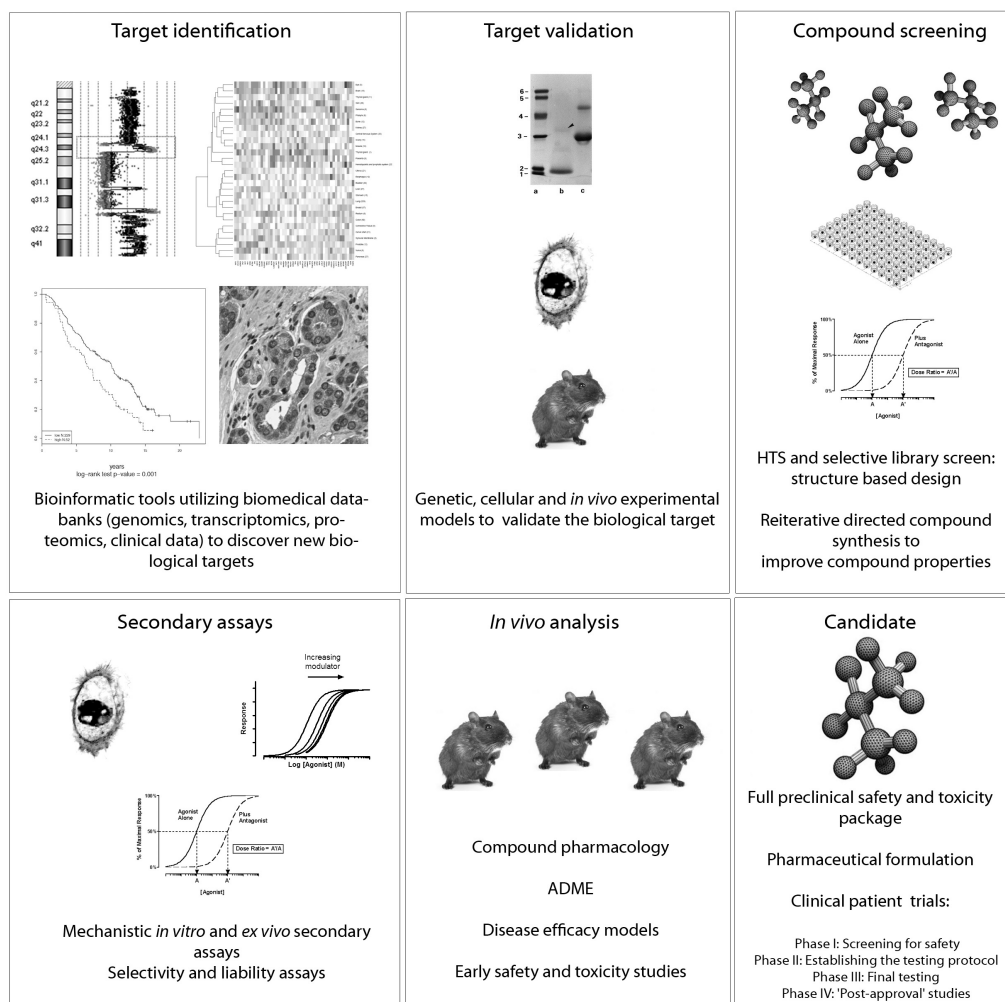 Target identification
q21.2
q22
q23.2
q24.1
q24.3
q25.2
q31.1
q31.3
q32.2
q41
years
log-rank test p-value = 0.001
Bioinformatic tools utilizing biomedical data-
banks (genomics, transcriptomics, pro-
teomics, clinical data) to discover new bio-
logical targets
Target validation
6
5
4
3
2
1
a b c
Genetic, cellular and in vivo experimental
models to validate the biological target
Compound screening
% of Maximal Response
100%
50%
0%
Agonist
Alone
Plus
Antagonist
Dose Ratio = A'/A
A A'
[Agonist]
HTS and selective library screen:
structure based design
Reiterative directed compound
synthesis to
improve compound properties
Secondary assays
Increasing
modulator
Response
Log [Agonist] (M)
% of Maximal Response
100%
50%
0%
Agonist
Alone
Plus
Antagonist
Dose Ratio = A'/A
A A'
[Agonist]
Mechanistic in vitro and ex vivo secondary
assays
Selectivity and liability assays
In vivo analysis
Compound pharmacology
ADME
Disease efficacy models
Early safety and toxicity studies
Candidate
Full preclinical safety and toxicity
package
Pharmaceutical formulation
Clinical patient trials:
Phase I: Screening for safety
Phase II: Establishing the testing protocol
Phase III: Final testing
Phase IV: 'Post-approval' studies